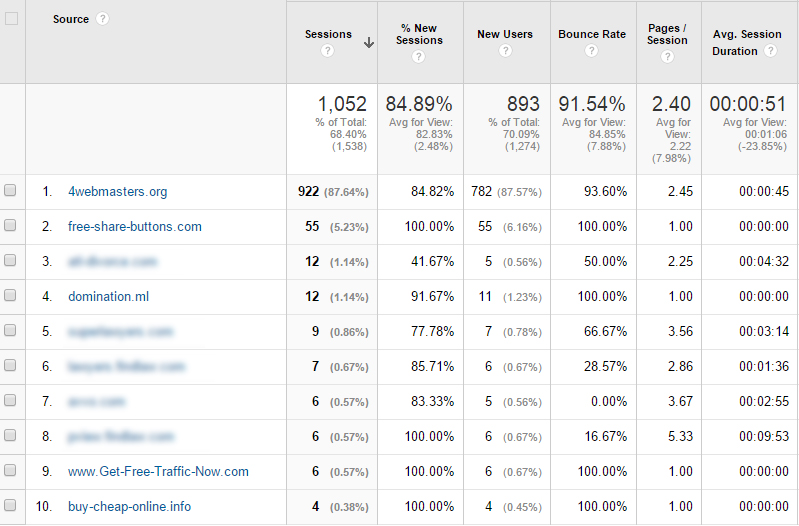 Source ?
Sessions ?
% New Sessions ?
New Users ?
Bounce Rate ?
Pages / Session ?
Avg. Session Duration ?
1,052 % of Total: 68.40% (1,538)
84.89% Avg for View: 82.83% (2.48%)
893 % of Total: 70.09% (1,274)
91.54% Avg for View: 84.85% (7.88%)
2.40 Avg for View: 2.22 (7.98%)
00:00:51 Avg for View: 00:01:06 (-23.85%)
1. 4webmasters.org 922 (87.64%) 84.82% 782 (87.57%) 93.60% 2.45 00:00:45
2. free-share-buttons.com 55 (5.23%) 100.00% 55 (6.16%) 100.00% 1.00 00:00:00
3. 12 (1.14%) 41.67% 5 (0.56%) 50.00% 2.25 00:04:32
4. domination.ml 12 (1.14%) 91.67% 11 (1.23%) 100.00% 1.00 00:00:00
5. 9 (0.86%) 77.78% 7 (0.78%) 66.67% 3.56 00:03:14
6. 7 (0.67%) 85.71% 6 (0.67%) 28.57% 2.86 00:01:36
7. 6 (0.57%) 83.33% 5 (0.56%) 0.00% 3.67 00:02:55
8. 6 (0.57%) 100.00% 6 (0.67%) 16.67% 5.33 00:09:53
9. www.Get-Free-Traffic-Now.com 6 (0.57%) 100.00% 6 (0.67%) 100.00% 1.00 00:00:00
10. buy-cheap-online.info 4 (0.38%) 100.00% 4 (0.45%) 100.00% 1.00 00:00:00